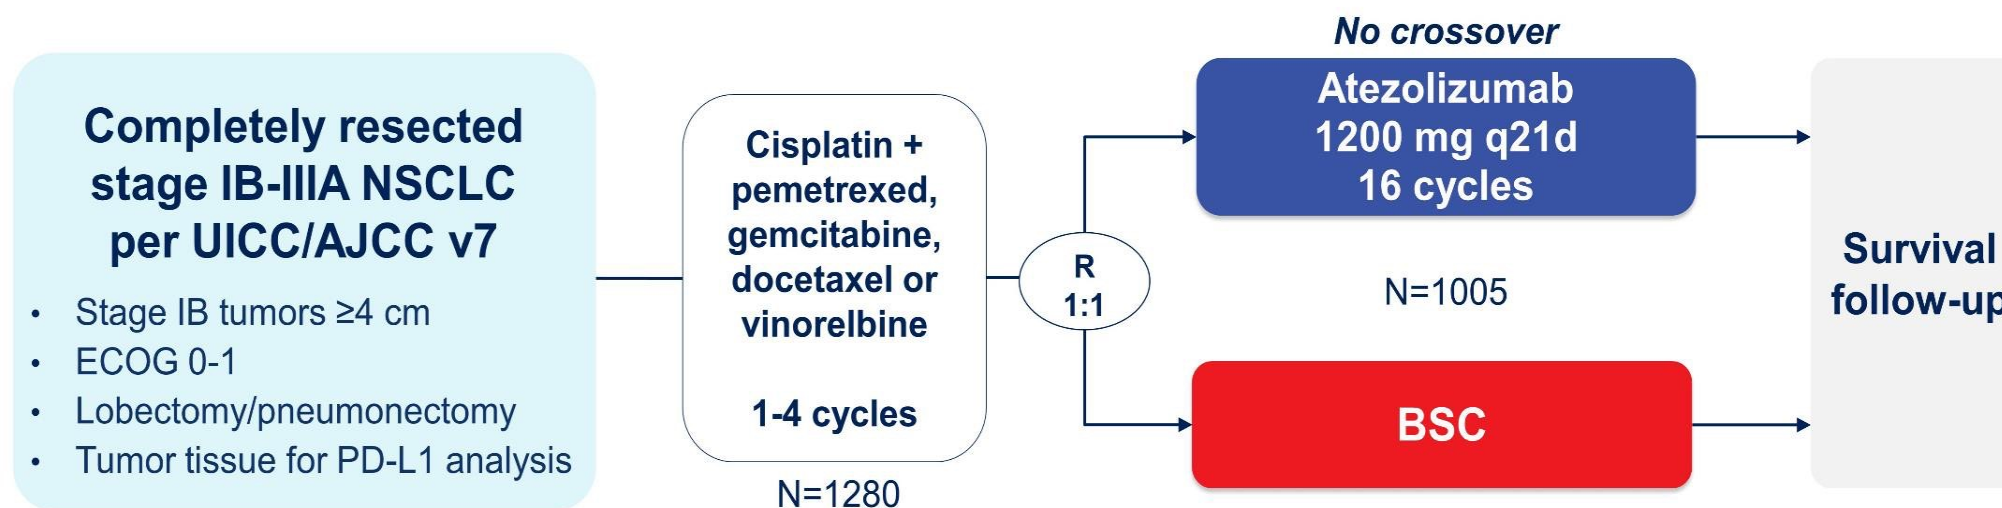 Completely resected
stage IB-IIIA NSCLC
per UICC/AJCC v7
• Stage IB tumors ≥4 cm
• ECOG 0-1
• Lobectomy/pneumonectomy
• Tumor tissue for PD-L1 analysis
Cisplatin +
pemetrexed,
gemcitabine,
docetaxel or
vinorelbine
1-4 cycles
N=1280
R
1:1
No crossover
Atezolizumab
1200 mg q21d
16 cycles
N=1005
BSC
Survival
follow-up